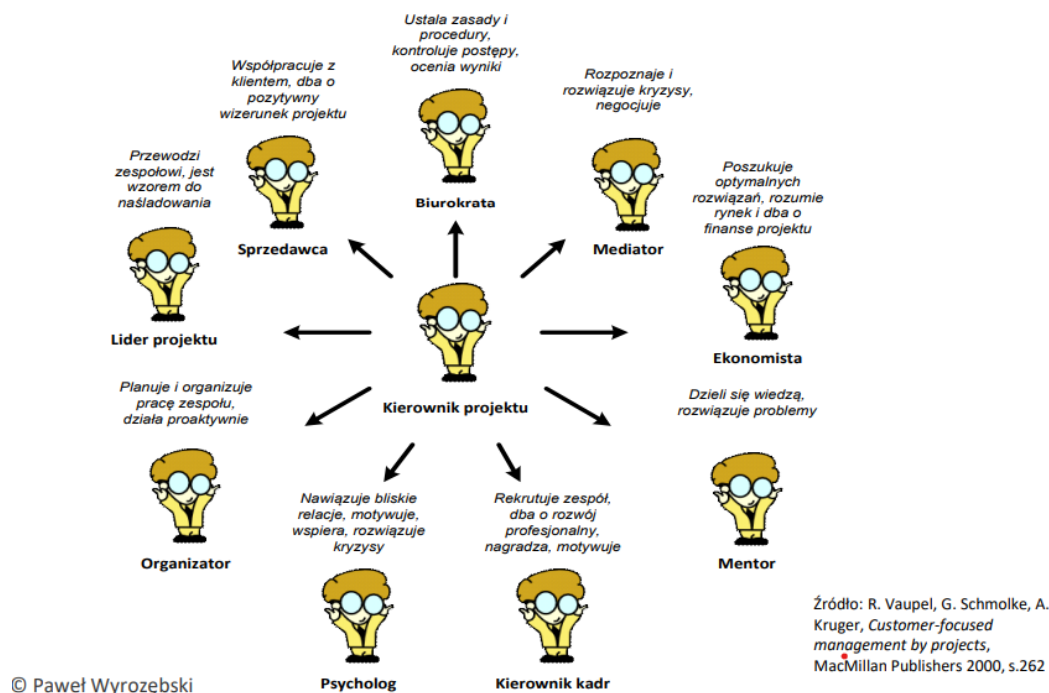 Ustala zasady i
procedury,
kontroluje postępy,
ocenia wyniki
Biurokrata
Współpracuje z
klientem, dba o
pozytywny
wizerunek projektu
Sprzedawca
Rozpoznaje i
rozwiązuje kryzysy,
negocjuje
Mediator
Przewodzi
zespołowi, jest
wzorem do
naśladowania
Lider projektu
Poszukuje
optymalnych
rozwiązań, rozumie
rynek i dba o
finanse projektu
Ekonomista
Kierownik projektu
Planuje i organizuje
pracę zespołu,
działa proaktywnie
Organizator
Dzieli się wiedzą,
rozwiązuje problemy
Mentor
Nawiązuje bliskie
relacje, motywuje,
wspiera, rozwiązuje
kryzysy
Psycholog
Rekrutuje zespół,
dba o rozwój
profesjonalny,
nagradza, motywuje
Kierownik kadr
Źródło: R. Vaupel, G. Schmolke, A.
Kruger, Customer-focused
management by projects,
MacMillan Publishers 2000, s.262
© Paweł Wyrozebski